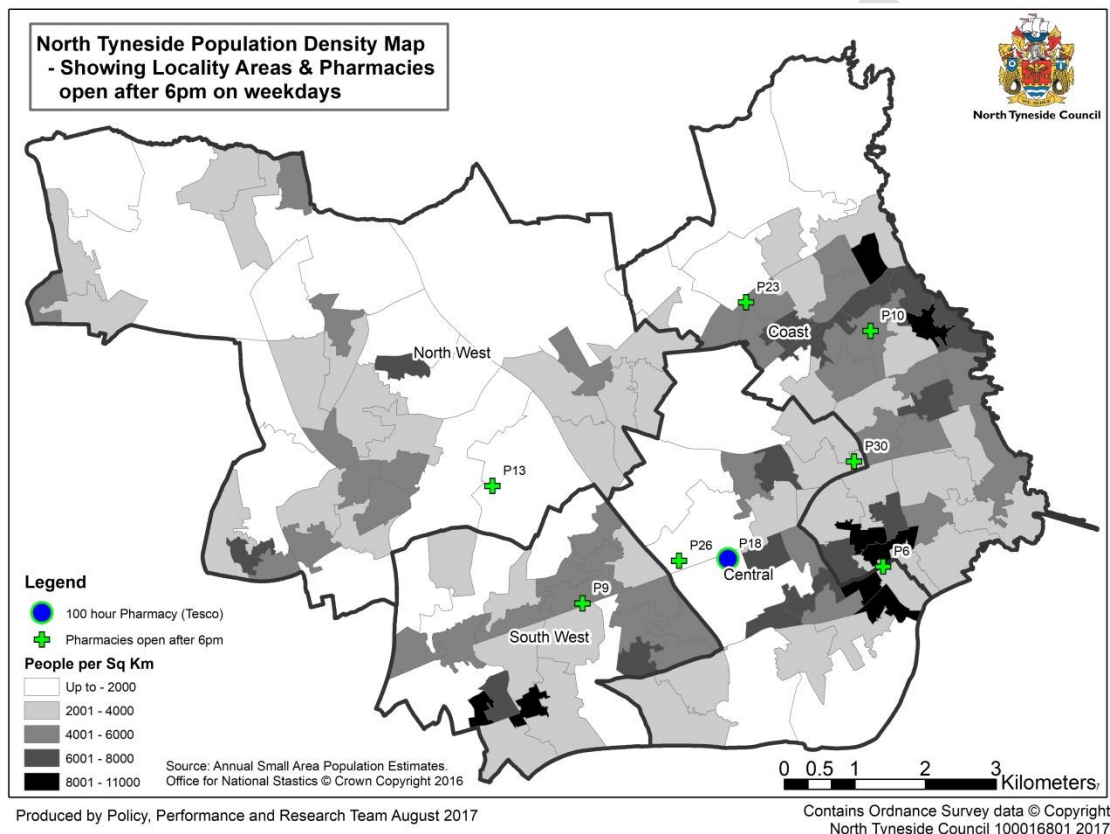 North Tyneside Population Density Map
- Showing Locality Areas & Pharmacies
open after 6pm on weekdays
WE SERVE
North Tyneside Council
P23
P10
Coast
North West
P30
P13
P26
P18
P6
Central
P9
South West
Legend
100 hour Pharmacy (Tesco)
Pharmacies open after 6pm
People per Sq Km
Up to - 2000
2001 - 4000
4001 - 6000
6001 - 8000
8001 - 11000
Source: Annual Small Area Population Estimates.
Office for National Stastics © Crown Copyright 2016
0 0.5 1 2 3
Kilometers
Produced by Policy, Performance and Research Team August 2017
Contains Ordnance Survey data © Copyright
North Tyneside Council 100016801 2017